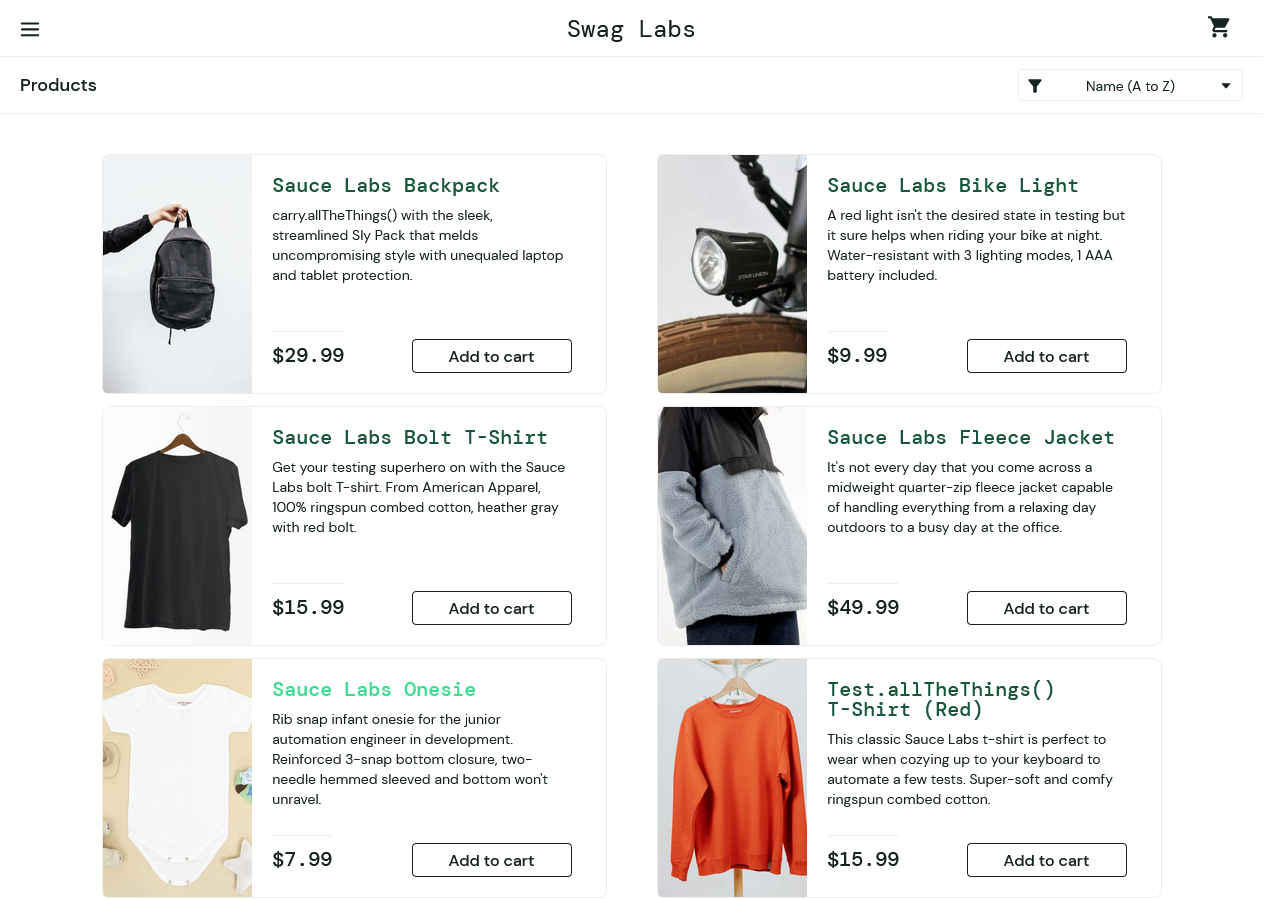 Swag Labs
Products
Name (A to Z)
Sauce Labs Backpack
carry.allTheThings() with the sleek,
streamlined Sly Pack that melds
uncompromising style with unequaled laptop
and tablet protection.
$29.99
Add to cart
Sauce Labs Bike Light
A red light isn't the desired state in testing but
it sure helps when riding your bike at night.
Water-resistant with 3 lighting modes, 1 AAA
battery included.
STAR UNION
$9.99
Add to cart
Sauce Labs Bolt T-Shirt
Get your testing superhero on with the Sauce
Labs bolt T-shirt. From American Apparel,
100% ringspun combed cotton, heather gray
with red bolt.
$15.99
Add to cart
Sauce Labs Fleece Jacket
It's not every day that you come across a
midweight quarter-zip fleece jacket capable
of handling everything from a relaxing day
outdoors to a busy day at the office.
$49.99
Add to cart
Sauce Labs Onesie
Rib snap infant onesie for the junior
automation engineer in development.
Reinforced 3-snap bottom closure, two-
needle hemmed sleeved and bottom won't
unravel.
$7.99
Add to cart
Test.allTheThings()
T-Shirt (Red)
This classic Sauce Labs t-shirt is perfect to
wear when cozying up to your keyboard to
automate a few tests. Super-soft and comfy
ringspun combed cotton.
$15.99
Add to cart